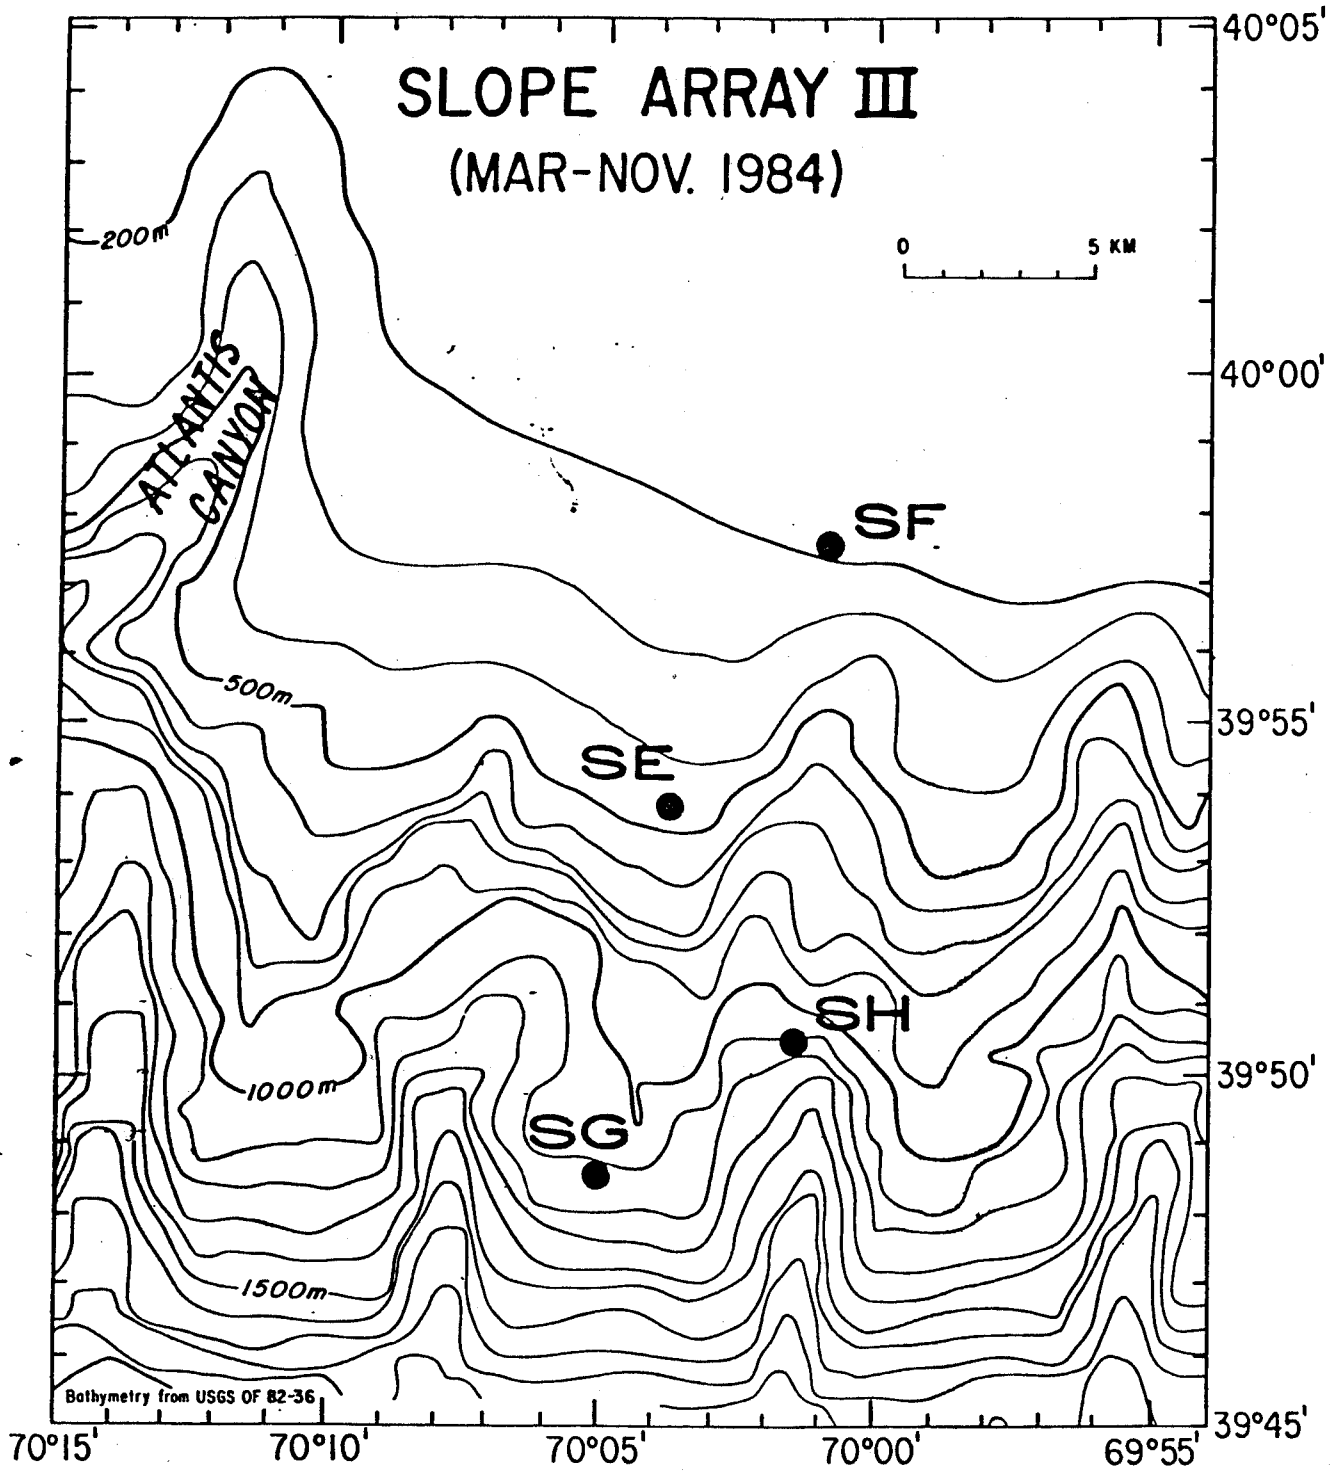 40°05'
SLOPE ARRAY III
(MAR-NOV. 1984)
200m
0 5 KM
ATLANTIS
CANYON
40°00'
SF
500m
39°55'
SE
SH
1000m
39°50'
SG
1500m
Bathymetry from USGS OF 82-36
39°45'
70°15' 70°10' 70°05' 70°00' 69°55'